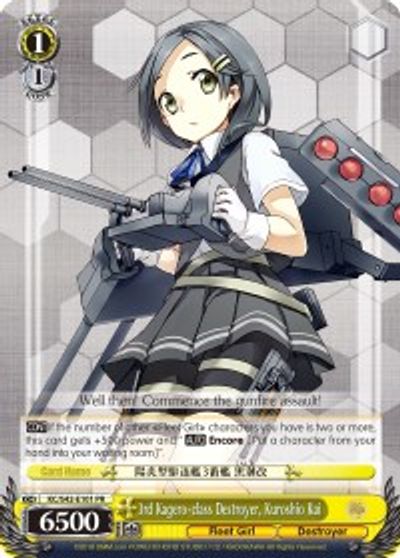 1
1
Well then! Commence the gunfire assault!
CONT If the number of other «Fleet Girl» characters you have is two or more,
this card gets +500 power and " AUTO Encore [Put a character from your
hand into your waiting room]".
Card Name 陽炎型駆逐艦3番艦 黒潮改
3rd Kagero-class Destroyer, Kuroshio Kai
6500
Fleet Girl Destroyer